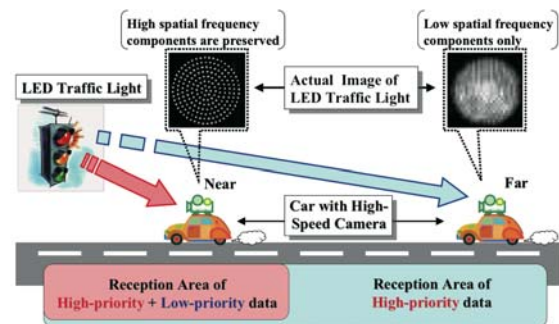 High spatial frequency
components are preserved
Low spatial frequency
components only
LED Traffic Light
Actual Image of
LED Traffic Light
Near
Far
Car with High-
Speed Camera
Reception Area of
High-priority + Low-priority data
Reception Area of
High-priority data